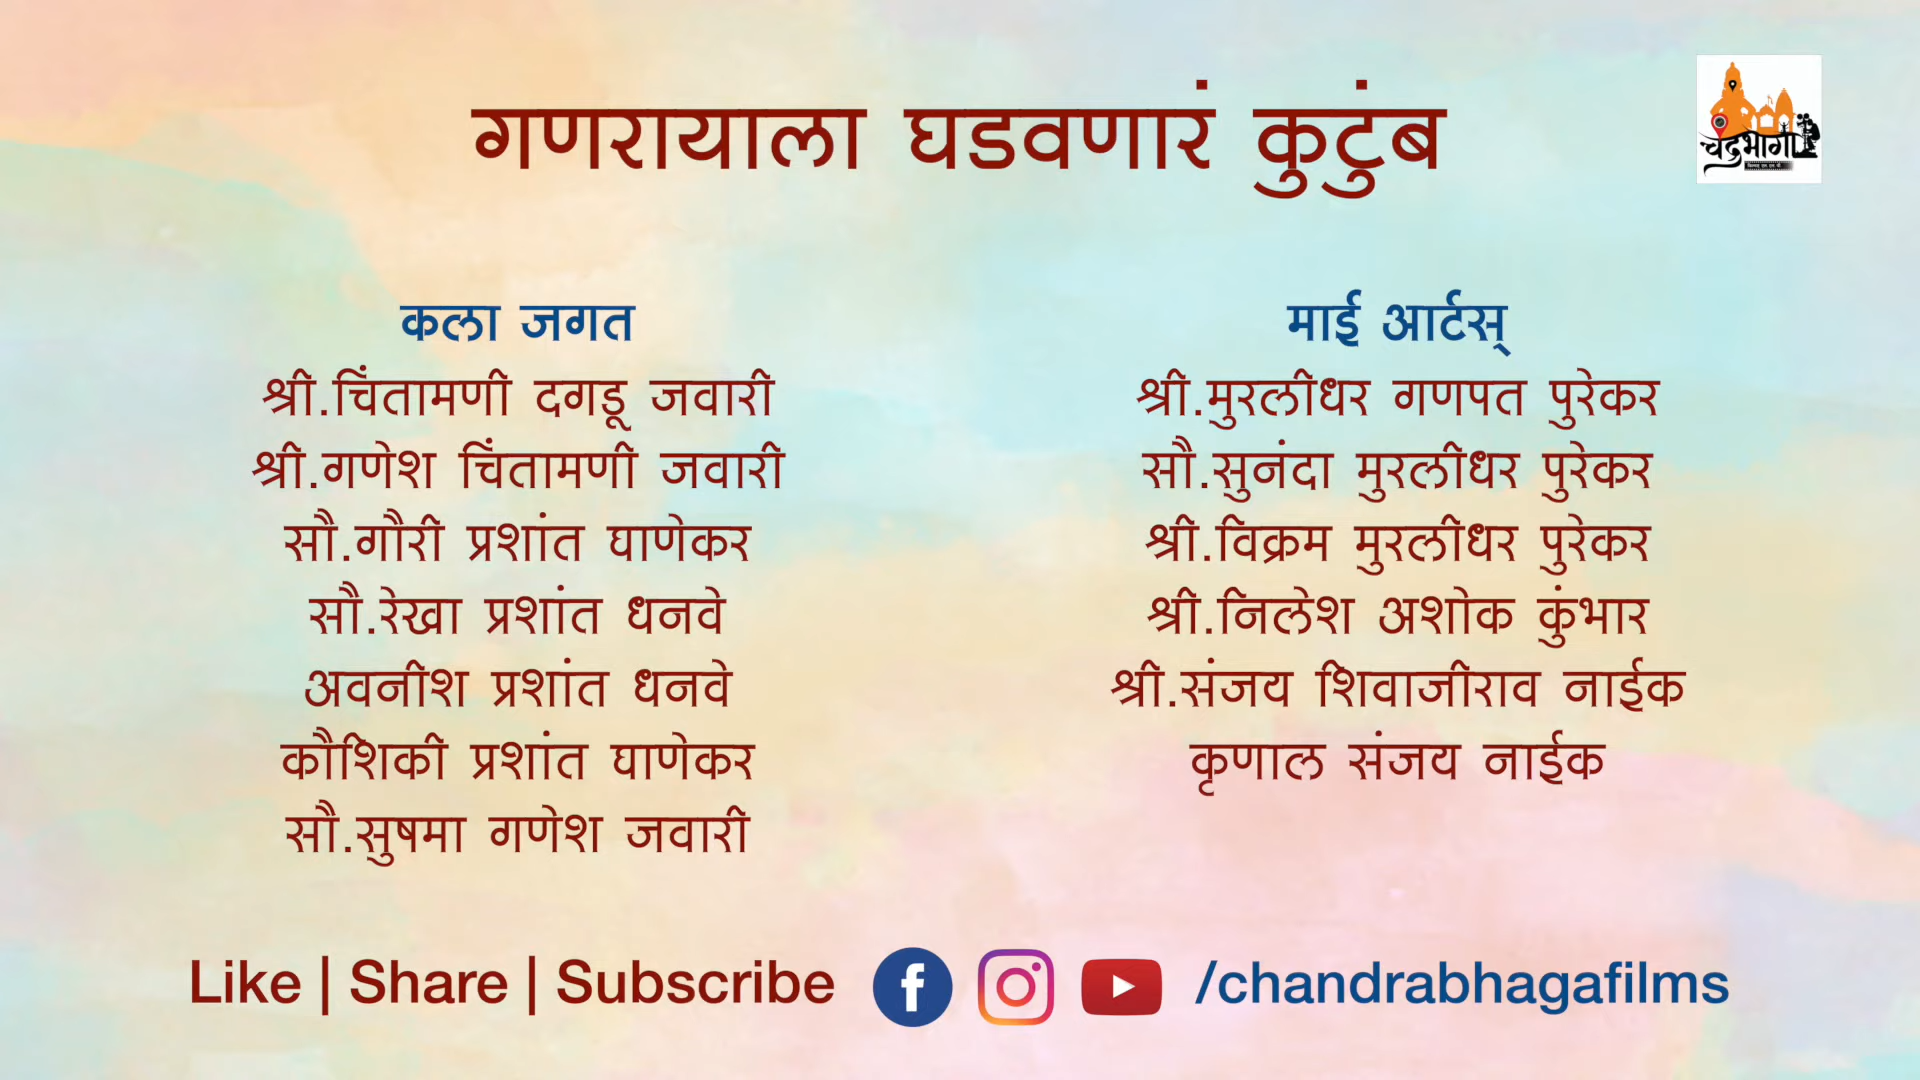 गणरायाला घडवणारं कुटुंब
चंद्रभागा
कला जगत
श्री.चिंतामणी दगडू जवारी
श्री.गणेश चिंतामणी जवारी
सौ.गौरी प्रशांत घाणेकर
सौ.रेखा प्रशांत धनवे
अवनीश प्रशांत धनवे
कौशिकी प्रशांत घाणेकर
सौ.सुषमा गणेश जवारी
माई आर्टस्
श्री.मुरलीधर गणपत पुरेकर
सौ.सुनंदा मुरलीधर पुरेकर
श्री.विक्रम मुरलीधर पुरेकर
श्री.निलेश अशोक कुंभार
श्री.संजय शिवाजीराव नाईक
कृणाल संजय नाईक
Like | Share | Subscribe /chandrabhagafilms